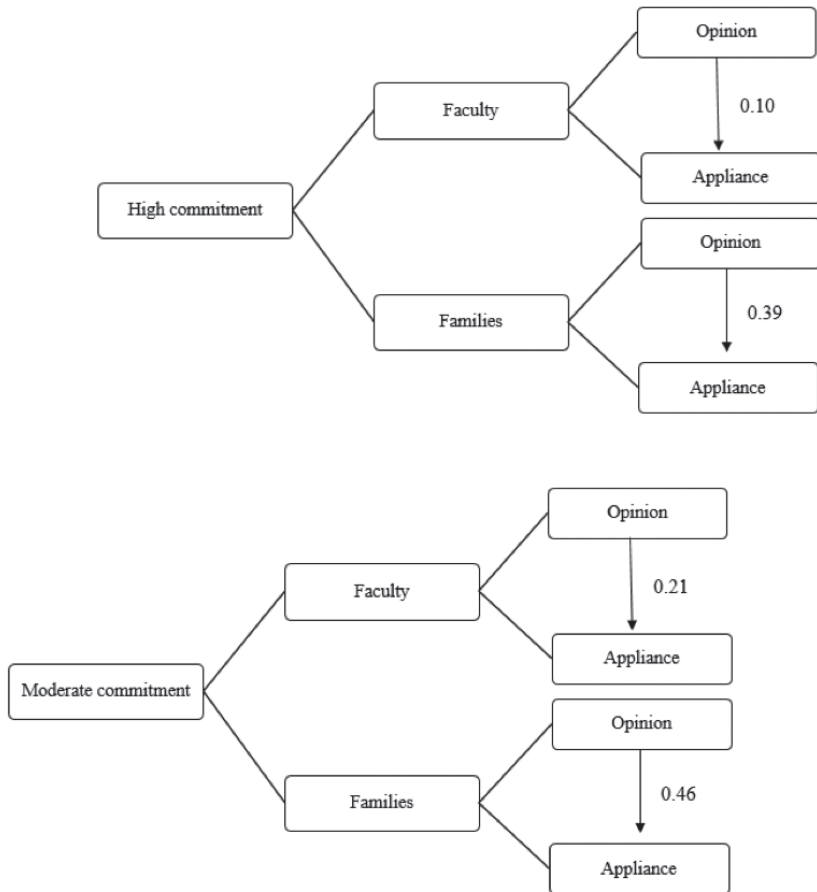 Opinion
Faculty
0.10
Appliance
High commitment
Opinion
Families
0.39
Appliance
Opinion
Faculty
0.21
Appliance
Moderate commitment
Opinion
Families
0.46
Appliance